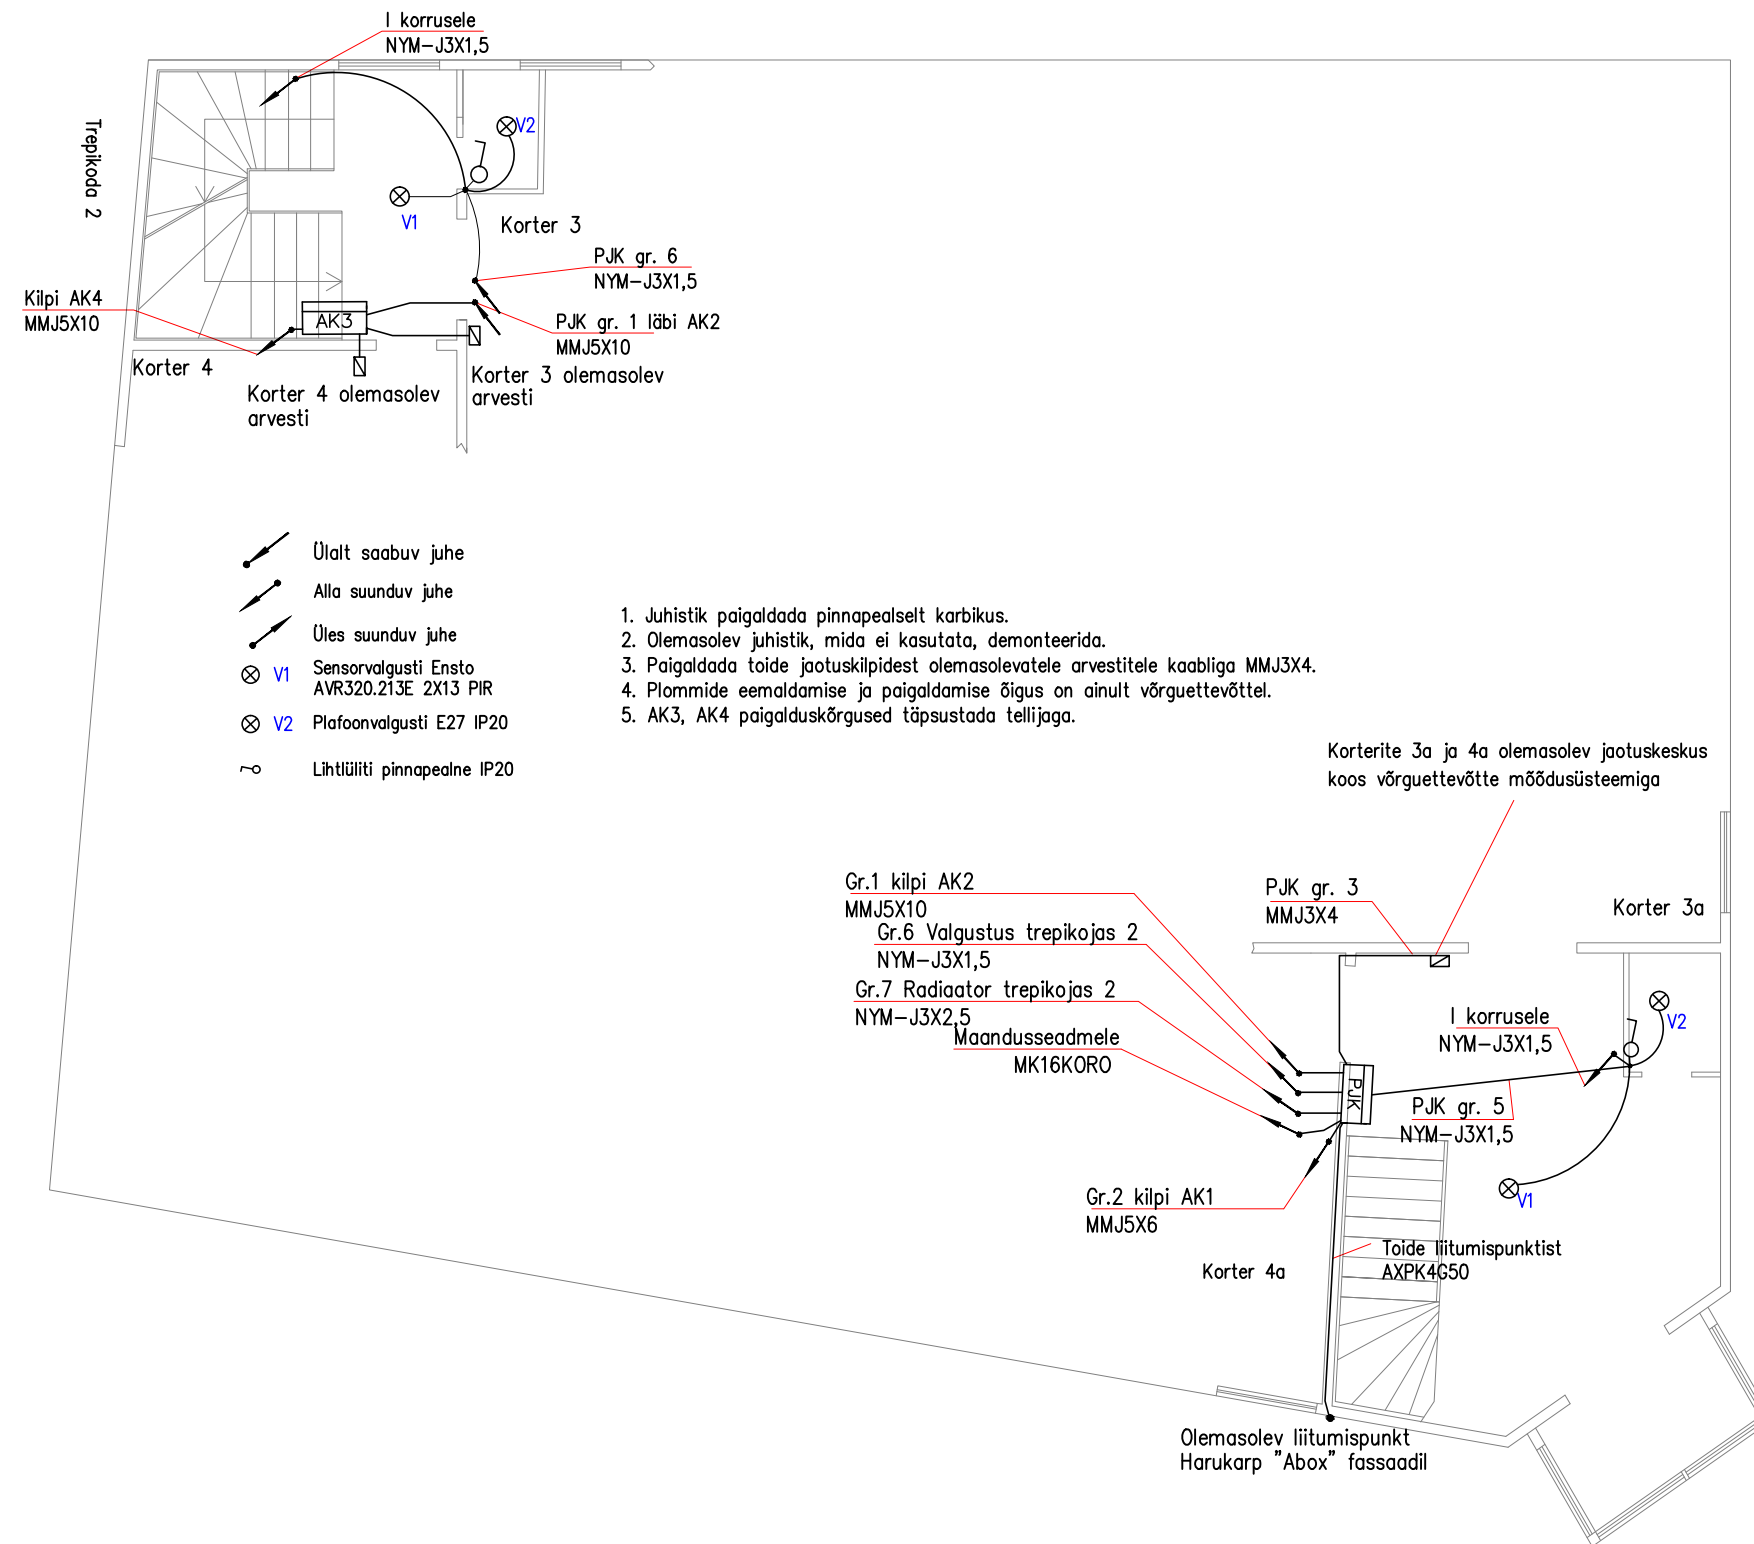 I korrusele
NYM-J3X1,5
Trepikoda 2
V2
V1
Korter 3
PJK gr. 6
NYM-J3X1,5
Kilpi AK4
MMJ5X10
AK3
PJK gr. 1 läbi AK2
MMJ5X10
Korter 4
Korter 4 olemasolev
arvesti
Korter 3 olemasolev
arvesti
Ülalt saabuv juhe
Alla suunduv juhe
Üles suunduv juhe
V1 Sensorvalgusti Ensto
AVR320.213E 2X13 PIR
V2 Plafoonvalgusti E27 IP20
Lihtlüliti pinnapealne IP20
1. Juhistik paigaldada pinnapealselt karbikus.
2. Olemasolev juhistik, mida ei kasutata, demonteerida.
3. Paigaldada toide jaotuskilpidest olemasolevatele arvestitele kaabliga MMJ3X4.
4. Plommide eemaldamise ja paigaldamise õigus on ainult võrguettevõttel.
5. AK3, AK4 paigalduskõrgused täpsustada tellijaga.
Korterite 3a ja 4a olemasolev jaotuskeskus
koos võrguettevõtte mõõdusüsteemiga
Gr.1 kilpi AK2
MMJ5X10
Gr.6 Valgustus trepikojas 2
NYM-J3X1,5
Gr.7 Radiaator trepikojas 2
NYM-J3X2,5
Maandusseadmele
MK16KORO
PJK gr. 3
MMJ3X4
Korter 3a
V2
I korrusele
NYM-J3X1,5
PJK
PJK gr. 5
NYM-J3X1,5
V1
Gr.2 kilpi AK1
MMJ5X6
Korter 4a
Toide liitumispunktist
AXPK4G50
Olemasolev liitumispunkt
Harukarp "Abox" fassaadil